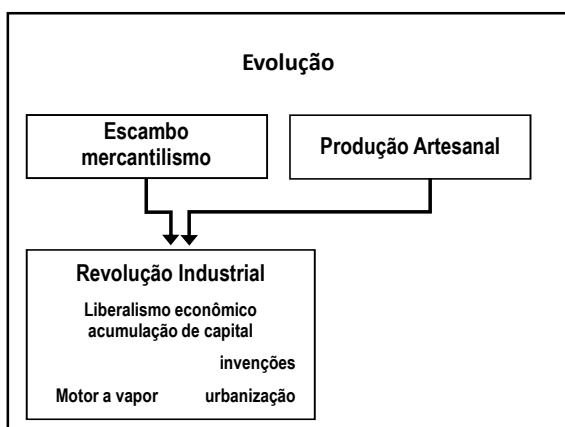 Evolução
Escambo
mercantilismo
Produção Artesanal
Revolução Industrial
Liberalismo econômico
acumulação de capital
invenções
Motor a vapor urbanização